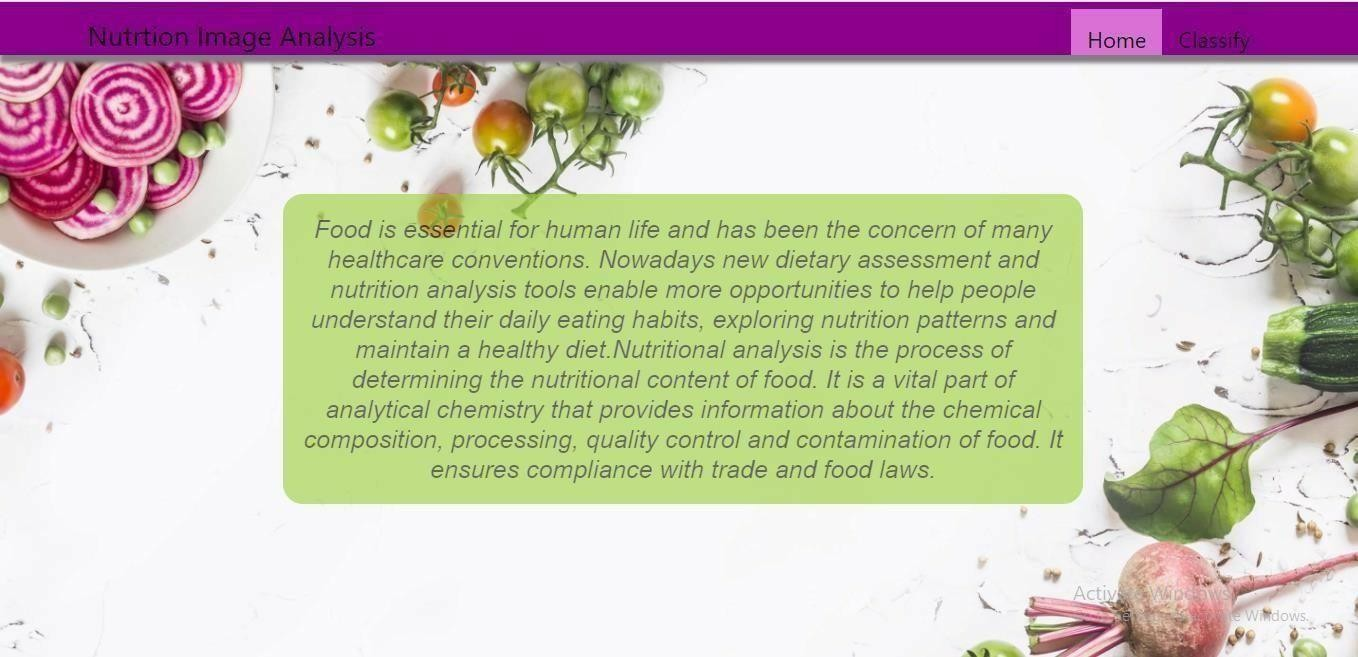 Nutrtion Image Analysis
Home Classify
Food is essential for human life and has been the concern of many
healthcare conventions. Nowadays new dietary assessment and
nutrition analysis tools enable more opportunities to help people
understand their daily eating habits, exploring nutrition patterns and
maintain a healthy diet.Nutritional analysis is the process of
determining the nutritional content of food. It is a vital part of
analytical chemistry that provides information about the chemical
composition, processing, quality control and contamination of food. It
ensures compliance with trade and food laws.
Activate Windows
Windows.